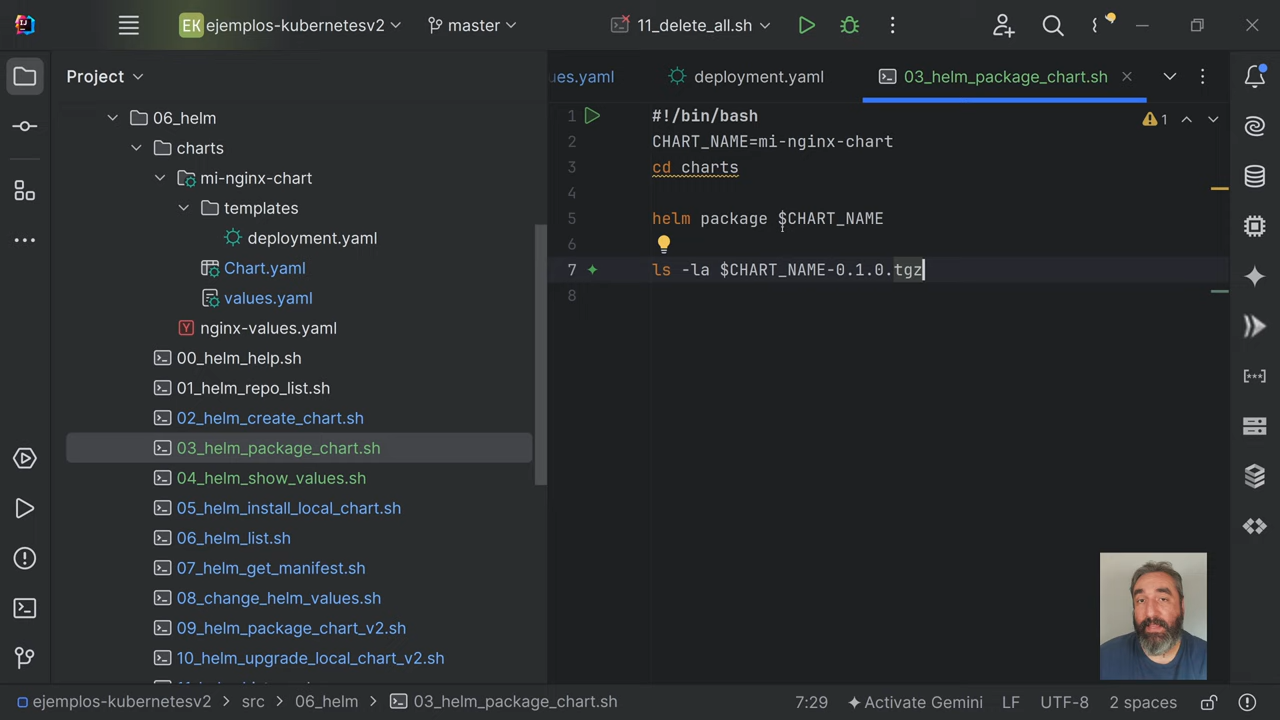 EK ejemplos-kubernetesv2
master
11_delete_all.sh
Project
06_helm
charts
mi-nginx-chart
templates
deployment.yaml
Chart.yaml
values.yaml
nginx-values.yaml
00_helm_help.sh
01_helm_repo_list.sh
02_helm_create_chart.sh
03_helm_package_chart.sh
04_helm_show_values.sh
05_helm_install_local_chart.sh
06_helm_list.sh
07_helm_get_manifest.sh
08_change_helm_values.sh
09_helm_package_chart_v2.sh
10_helm_upgrade_local_chart_v2.sh
ues.yaml
deployment.yaml
03_helm_package_chart.sh
1 #!/bin/bash
2 CHART_NAME=mi-nginx-chart
3 cd charts
4
5 helm package $CHART_NAME
6
7 ls -la $CHART_NAME-0.1.0.tgz
8
1
ejemplos-kubernetesv2 > src > 06_helm > 03_helm_package_chart.sh
7:29
Activate Gemini
LF
UTF-8
2 spaces